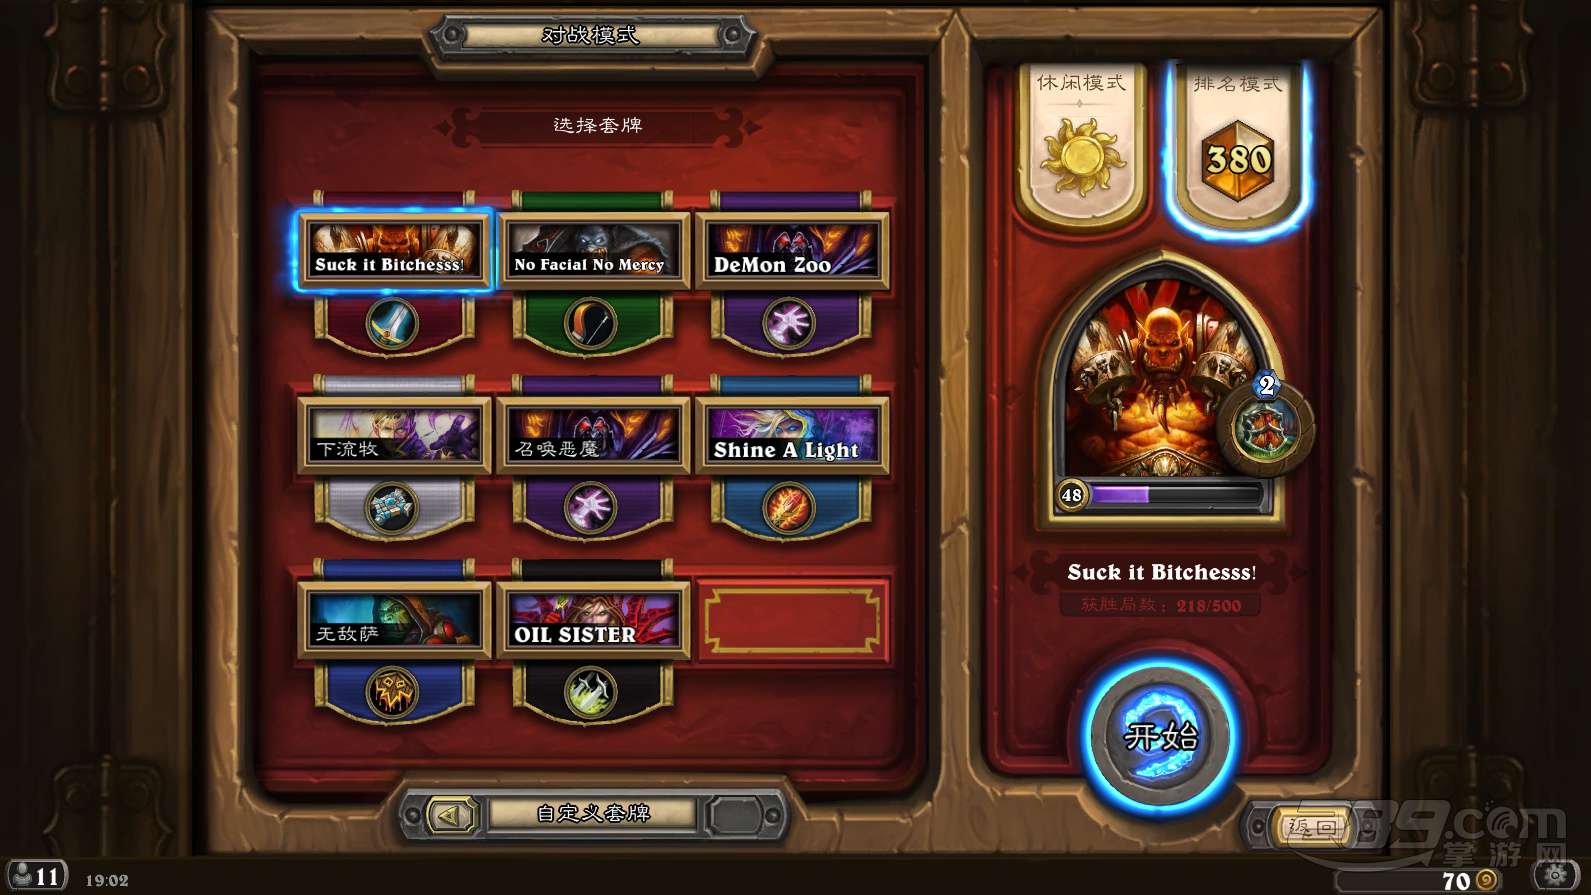 对战模式
选择套牌
休闲模式
排名模式
380
Suck it Bitchesss!
No Facial No Mercy
DeMon Zoo
下流牧
召唤恶魔
Shine A Light
无敌萨
OIL SISTER
2
48
Suck it Bitchesss!
获胜局数：218/500
开始
自定义套牌
返回
789.com
掌游网
11
19:02
70